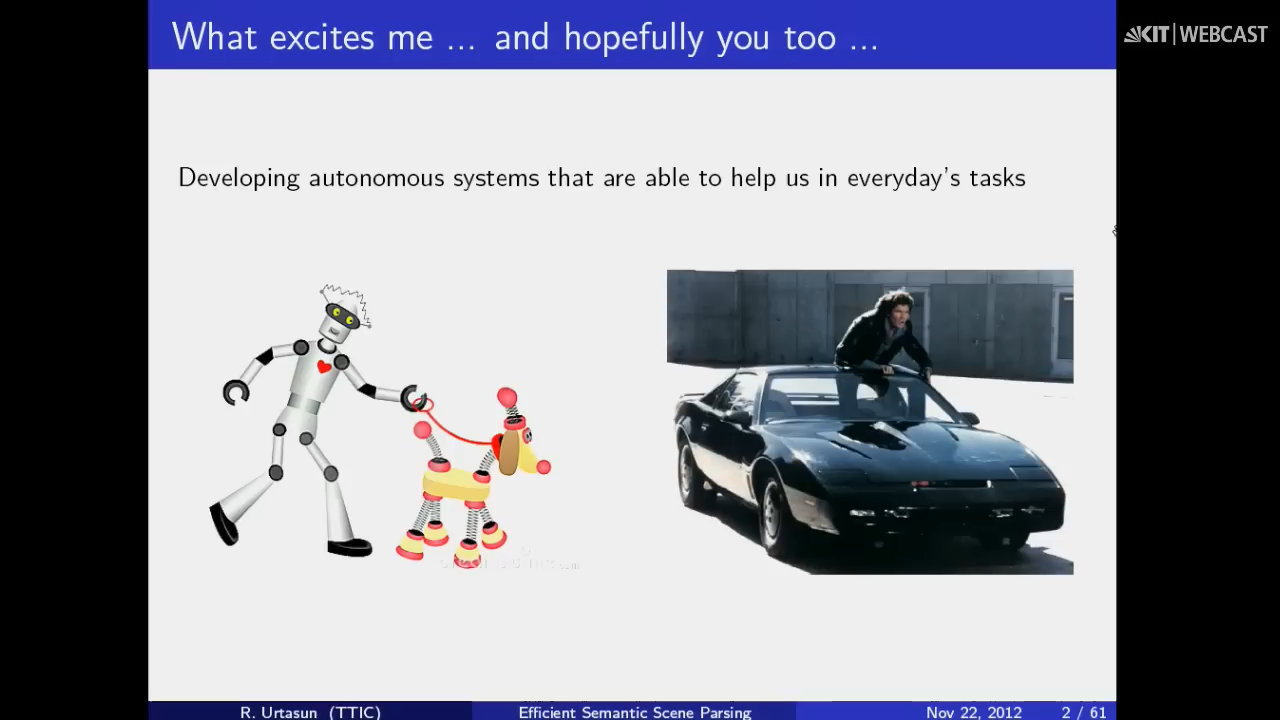 What excites me ... and hopefully you too ...
KIT | WEBCAST
Developing autonomous systems that are able to help us in everyday's tasks
R. Urtasun (TTIC)
Efficient Semantic Scene Parsing
Nov 22, 2012
2 / 61